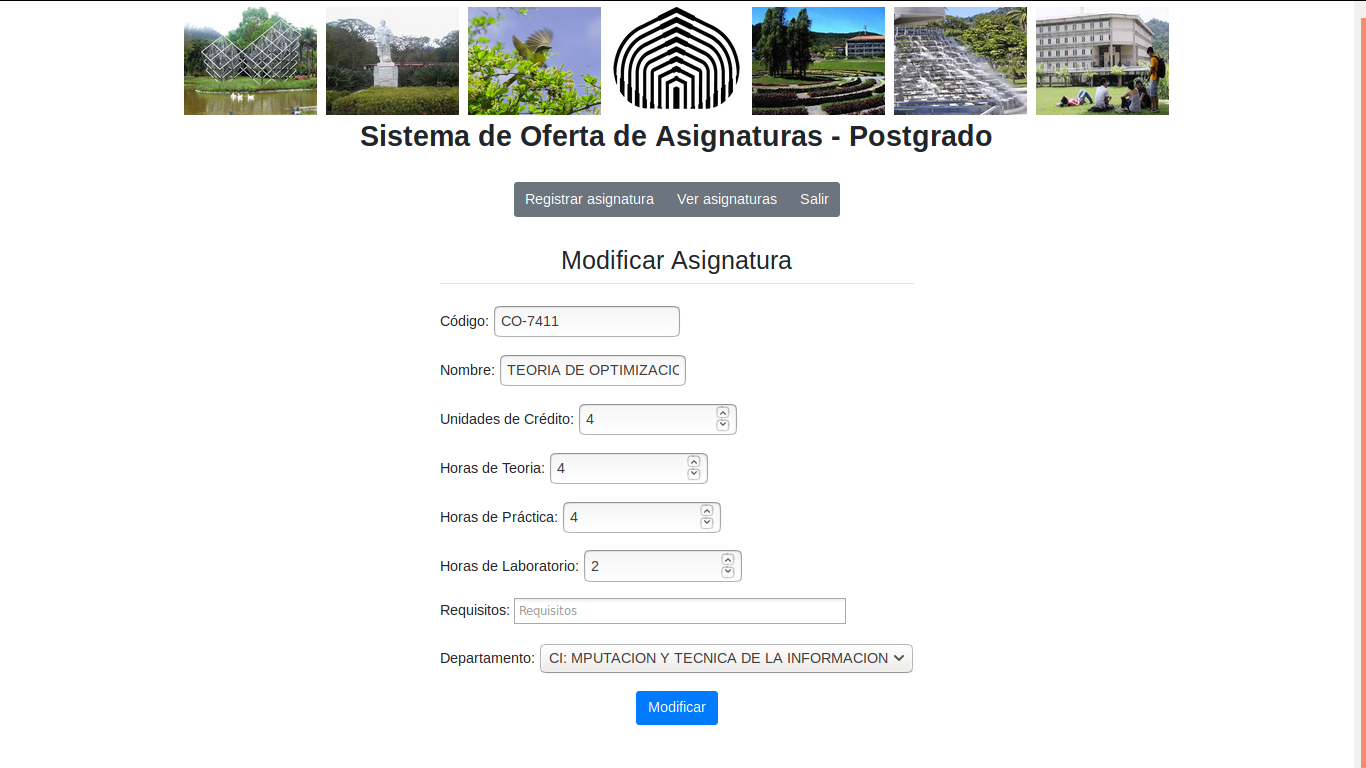 Sistema de Oferta de Asignaturas - Postgrado
Registrar asignatura Ver asignaturas Salir
Modificar Asignatura
Código: CO-7411
Nombre: TEORIA DE OPTIMIZACIO
Unidades de Crédito: 4
Horas de Teoria: 4
Horas de Práctica: 4
Horas de Laboratorio: 2
Requisitos: Requisitos
Departamento: CI: MPUTACION Y TECNICA DE LA INFORMACION
Modificar